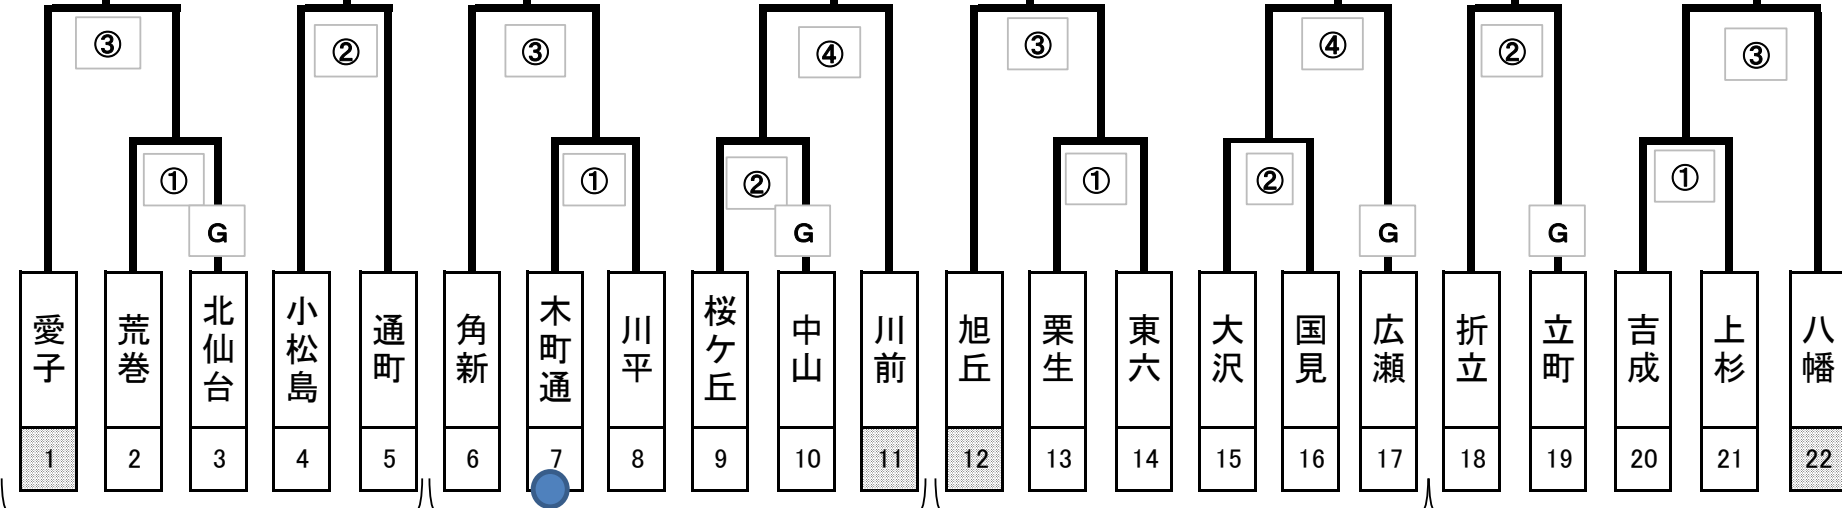 ③ ② ③ ④ ③ ④ ② ③
① ① ② ① ② ①
G G G G
愛子 荒巻 北仙台 小松島 通町 角新 木町通 川平 桜ケ丘 中山 川前 旭丘 栗生 東六 大沢 国見 広瀬 折立 立町 吉成 上杉 八幡
1 2 3 4 5 6 7 8 9 10 11 12 13 14 15 16 17 18 19 20 21 22